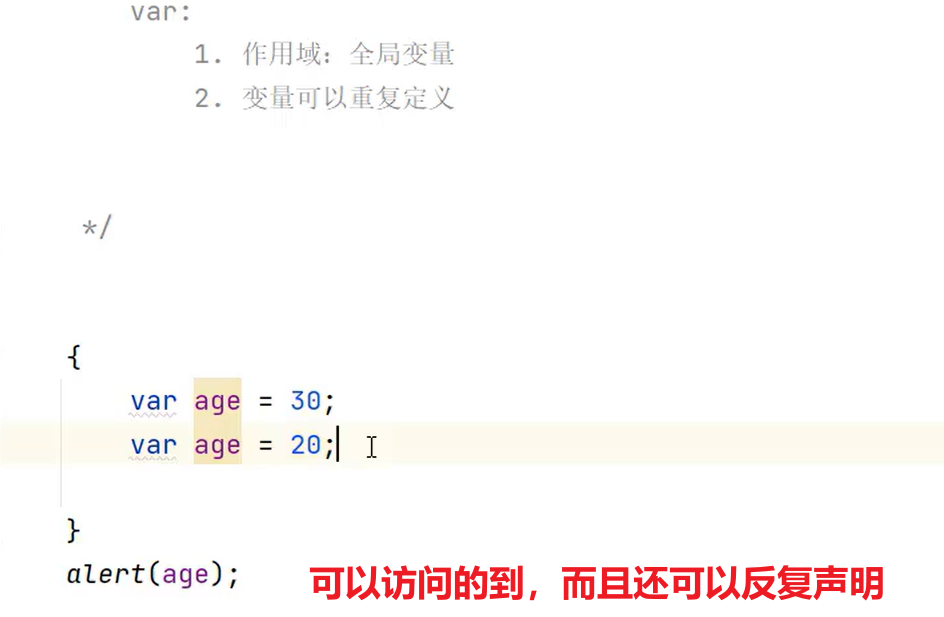 var:
1. 作用域：全局变量
2. 变量可以重复定义
*/
{
var age = 30;
var age = 20;
}
alert(age);
可以访问的到，而且还可以反复声明